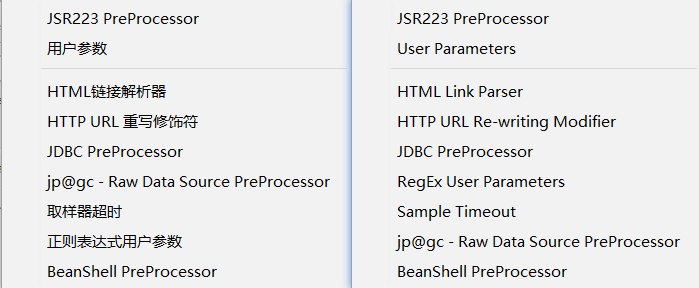 JSR223 PreProcessor
用户参数
HTML链接解析器
HTTP URL 重写修饰符
JDBC PreProcessor
jp@gc - Raw Data Source PreProcessor
取样器超时
正则表达式用户参数
BeanShell PreProcessor
JSR223 PreProcessor
User Parameters
HTML Link Parser
HTTP URL Re-writing Modifier
JDBC PreProcessor
RegEx User Parameters
Sample Timeout
jp@gc - Raw Data Source PreProcessor
BeanShell PreProcessor